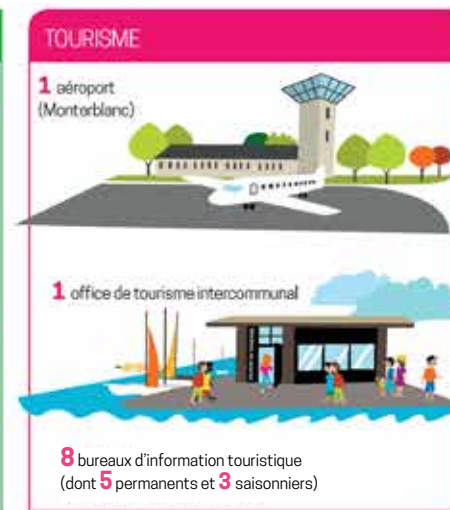 TOURISME
1 aéroport
(Monterblanc)
1 office de tourisme intercommunal
8 bureaux d'information touristique
(dont 5 permanents et 3 saisonniers)